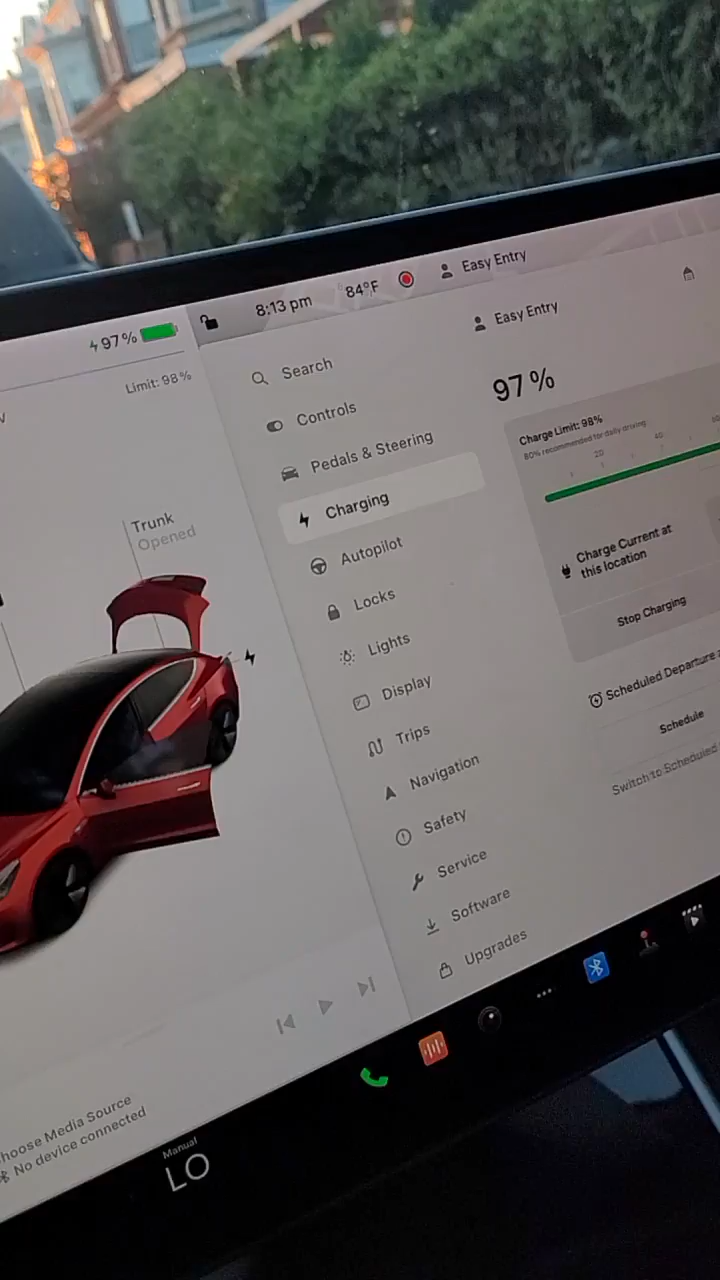 97%
8:13 pm
84°F
Easy Entry
Limit: 98%
Trunk
Opened
Search
Controls
Pedals & Steering
Charging
Autopilot
Locks
Lights
Display
Trips
Navigation
Safety
Service
Software
Upgrades
Easy Entry
97 %
Charge Limit: 98%
80% recommended for daily driving
20
40
Charge Current at
this location
Stop Charging
Scheduled Departure
Schedule
Switch to Scheduled
hoose Media Source
No device connected
Manual
LO